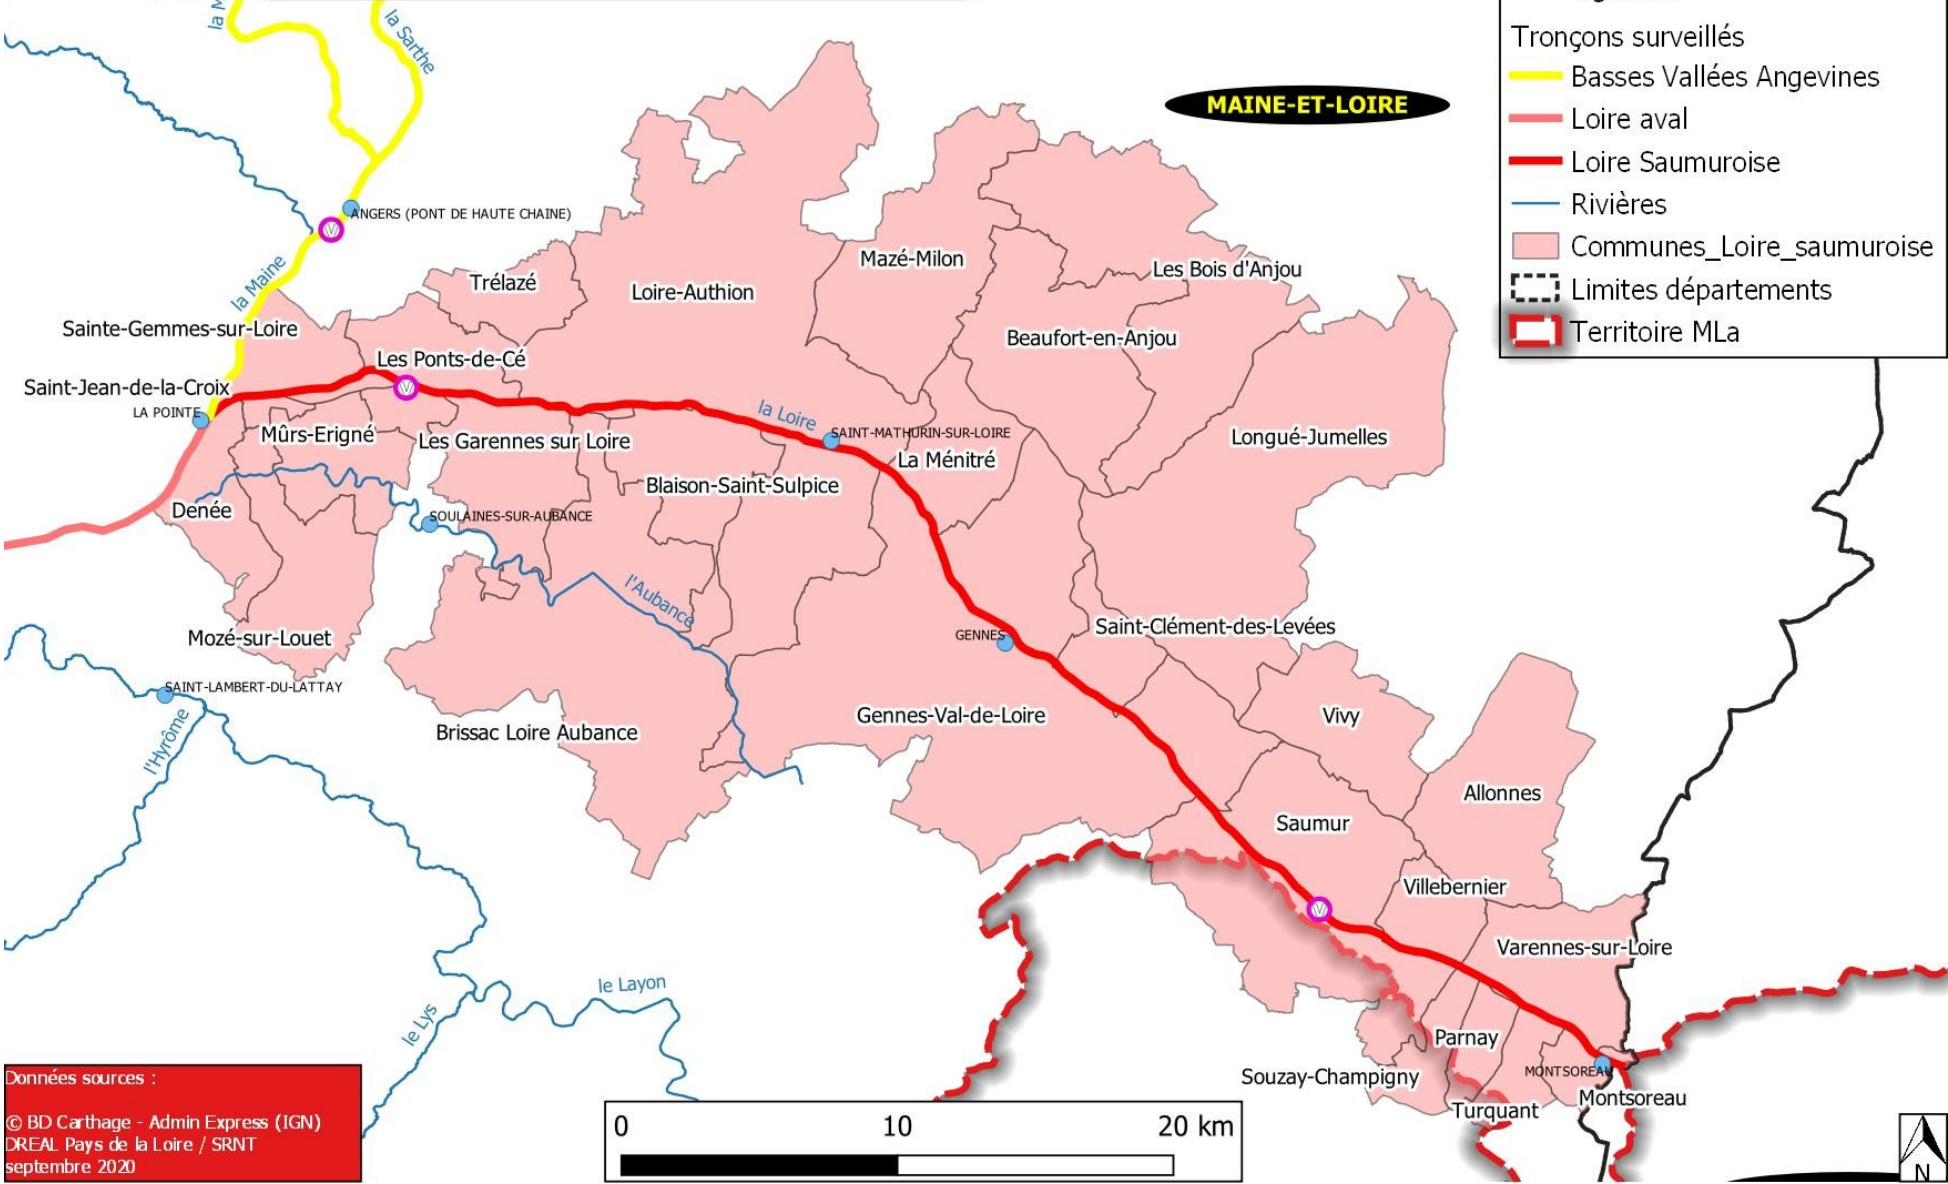 la M
la Sarthe
Tronçons surveillés
Basses Vallées Angevines
Loire aval
Loire Saumuroise
Rivières
Communes_Loire_saumuroise
Limites départements
Territoire MLa
MAINE-ET-LOIRE
V
ANGERS (PONT DE HAUTE CHAINE)
la Maine
Trélazé
Loire-Authion
Mazé-Milon
Les Bois d'Anjou
Sainte-Gemmes-sur-Loire
Beaufort-en-Anjou
Les Ponts-de-Cé
Saint-Jean-de-la-Croix
V
LA POINTE
la Loire
Mûrs-Erigné
Les Garennes sur Loire
SAINT-MATHURIN-SUR-LOIRE
Longué-Jumelles
La Ménitré
Blaison-Saint-Sulpice
Denée
SOULAINES-SUR-AUBANCE
l'Aubance
Saint-Clément-des-Levées
GENNES
Mozé-sur-Louet
SAINT-LAMBERT-DU-LATTAY
l'Hyrôme
Brissac Loire Aubance
Gennes-Val-de-Loire
Vivy
Allonnes
Saumur
Villebernier
V
Varennes-sur-Loire
le Layon
le Lys
Parnay
Souzay-Champigny
MONTSOREAU
Montsoreau
Turquant
Données sources :
© BD Carthage - Admin Express (IGN)
DREAL Pays de la Loire / SRNT
septembre 2020
0 10 20 km
N